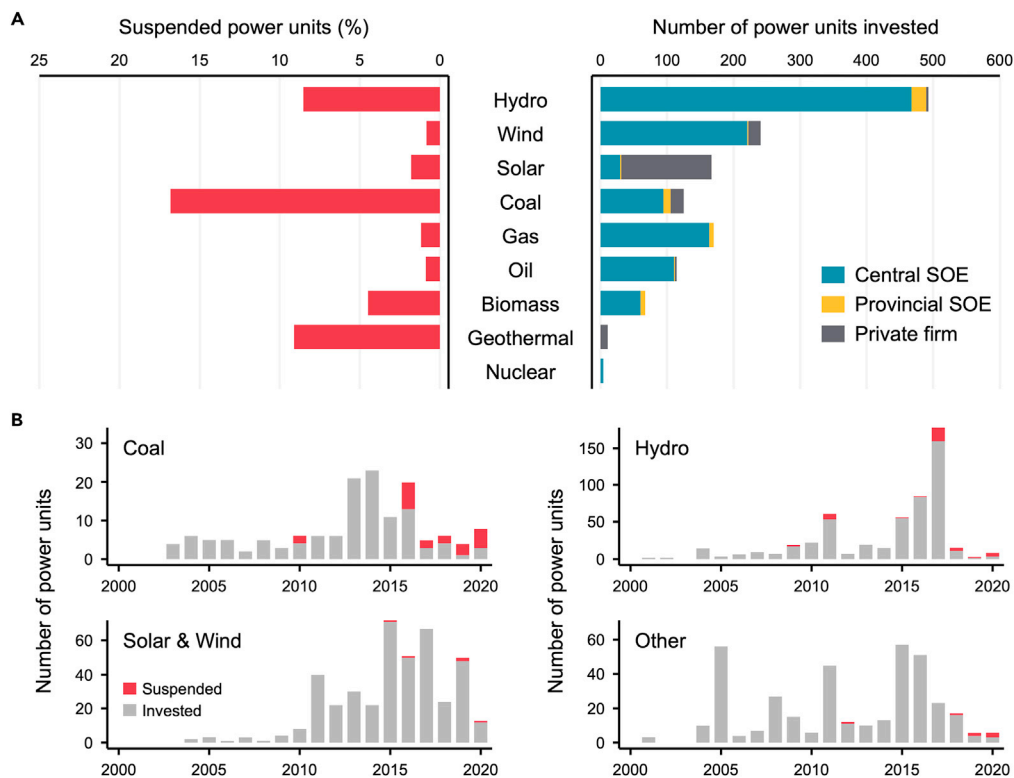 A
Suspended power units (%)
Number of power units invested
25 20 15 10 5 0
0 100 200 300 400 500 600
Hydro
Wind
Solar
Coal
Gas
Oil
Biomass
Geothermal
Nuclear
Central SOE
Provincial SOE
Private firm
B
Number of power units
Coal
30
20
10
0
2000 2005 2010 2015 2020
Solar & Wind
60
40
20
0
Suspended
Invested
2000 2005 2010 2015 2020
Number of power units
Hydro
150
100
50
0
2000 2005 2010 2015 2020
Other
60
40
20
0
2000 2005 2010 2015 2020